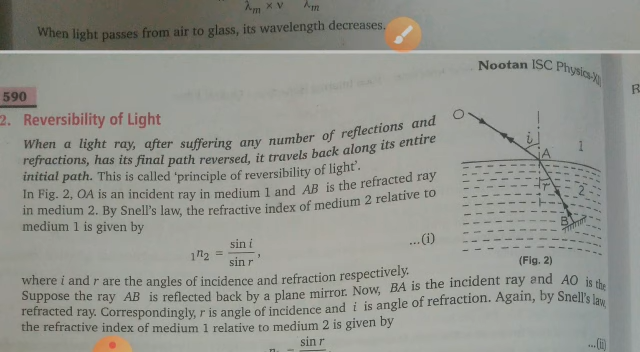 λm × ν λm
When light passes from air to glass, its wavelength decreases.
Nootan ISC Physics-XII
590
2. Reversibility of Light
When a light ray, after suffering any number of reflections and
refractions, has its final path reversed, it travels back along its entire
initial path. This is called 'principle of reversibility of light'.
In Fig. 2, OA is an incident ray in medium 1 and AB is the refracted ray
in medium 2. By Snell's law, the refractive index of medium 2 relative to
medium 1 is given by
₁n₂ = sin i / sin r , ...(i)
O
i
A
1
r
2
B
(Fig. 2)
where i and r are the angles of incidence and refraction respectively.
Suppose the ray AB is reflected back by a plane mirror. Now, BA is the incident ray and AO is the
refracted ray. Correspondingly, r is angle of incidence and i is angle of refraction. Again, by Snell's law,
the refractive index of medium 1 relative to medium 2 is given by
sin r ...(ii)